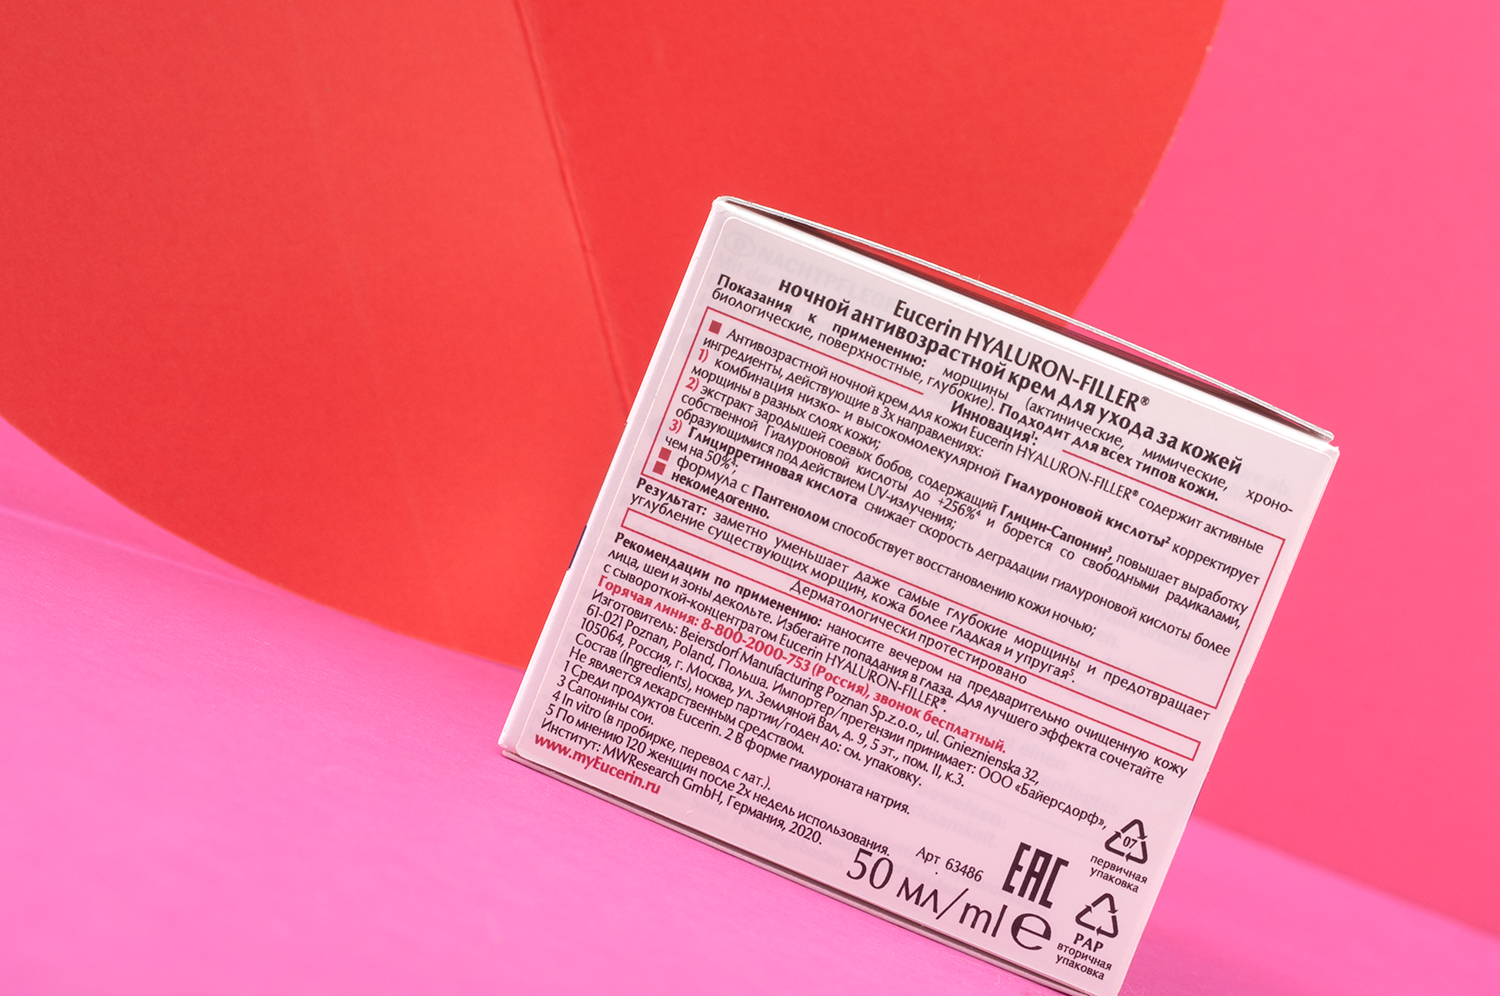 Eucerin HYALURON-FILLER®
ночной антивозрастной крем для ухода за кожей
Показания к применению: морщины (актинические, мимические, хроно-
биологические, поверхностные, глубокие). Подходит для всех типов кожи.
Инновация¹:
■ Антивозрастной ночной крем для кожи Eucerin HYALURON-FILLER® содержит активные
ингредиенты, действующие в 3х направлениях:
1) комбинация низко- и высокомолекулярной Гиалуроновой кислоты² корректирует
морщины в разных слоях кожи;
2) экстракт зародышей соевых бобов, содержащий Глицин-Сапонин³, повышает выработку
собственной Гиалуроновой кислоты до +256%⁴ и борется со свободными радикалами,
образующимися под действием UV-излучения;
3) Глицирретиновая кислота снижает скорость деградации гиалуроновой кислоты более
чем на 50%⁴;
■ формула с Пантенолом способствует восстановлению кожи ночью;
■ некомедогенно.
Результат: заметно уменьшает даже самые глубокие морщины и предотвращает
углубление существующих морщин, кожа более гладкая и упругая⁵.
Дерматологически протестировано
Рекомендации по применению: наносите вечером на предварительно очищенную кожу
лица, шеи и зоны декольте. Избегайте попадания в глаза. Для лучшего эффекта сочетайте
с сывороткой-концентратом Eucerin HYALURON-FILLER®.
Горячая линия: 8-800-2000-753 (Россия), звонок бесплатный.
Изготовитель: Beiersdorf Manufacturing Poznan Sp.z.o.o., ul. Gnieznienska 32,
61-021 Poznan, Poland, Польша. Импортер/претензии принимает: ООО «Байерсдорф»,
105064, Россия, г. Москва, ул. Земляной Вал, д. 9, 5 эт., пом. II, к.3.
Состав (Ingredients), номер партии/годен до: см. упаковку.
Не является лекарственным средством.
1 Среди продуктов Eucerin. 2 В форме гиалуроната натрия.
3 Сапонины сои.
4 In vitro (в пробирке, перевод с лат.).
5 По мнению 120 женщин после 2х недель использования.
Институт: MWResearch GmbH, Германия, 2020.
www.myEucerin.ru
Арт 63486
50 мл/ml e
EAC
07
первичная
упаковка
PAP
вторичная
упаковка